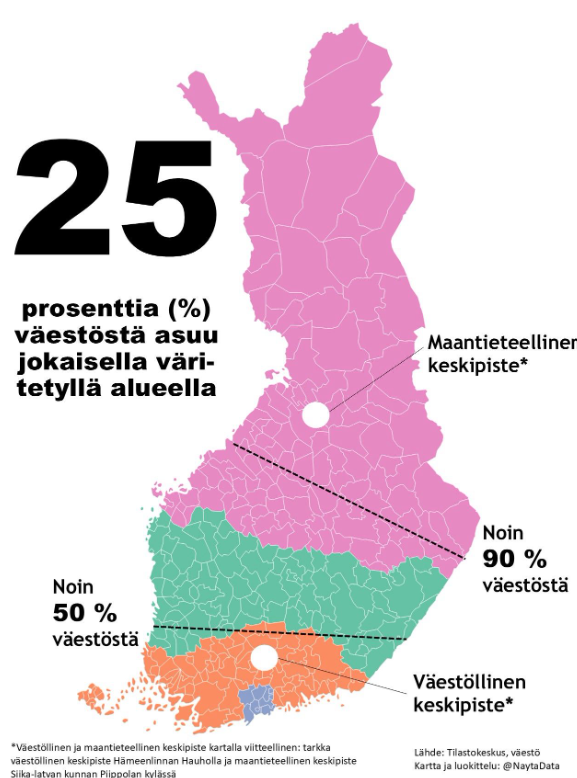 25
prosenttia (%)
väestöstä asuu
jokaisella väri-
tetyllä alueella
Maantieteellinen
keskipiste*
Noin
90 %
väestöstä
Noin
50 %
väestöstä
Väestöllinen
keskipiste*
*Väestöllinen ja maantieteellinen keskipiste kartalla viitteellinen: tarkka
väestöllinen keskipiste Hämeenlinnan Hauholla ja maantieteellinen keskipiste
Siika-latvan kunnan Piippolan kylässä
Lähde: Tilastokeskus, väestö
Kartta ja luokittelu: @NaytaData